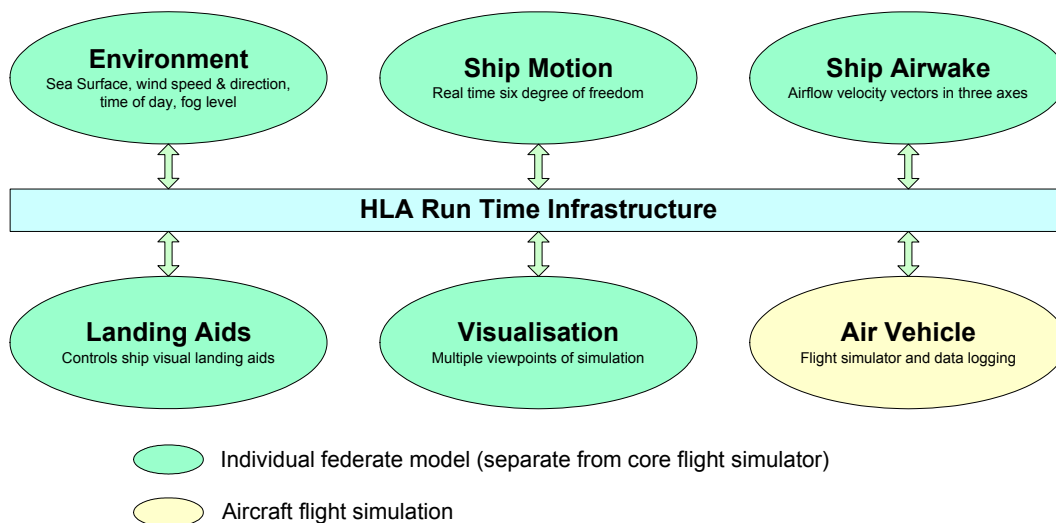 Environment
Sea Surface, wind speed & direction,
time of day, fog level
Ship Motion
Real time six degree of freedom
Ship Airwake
Airflow velocity vectors in three axes
HLA Run Time Infrastructure
Landing Aids
Controls ship visual landing aids
Visualisation
Multiple viewpoints of simulation
Air Vehicle
Flight simulator and data logging
Individual federate model (separate from core flight simulator)
Aircraft flight simulation